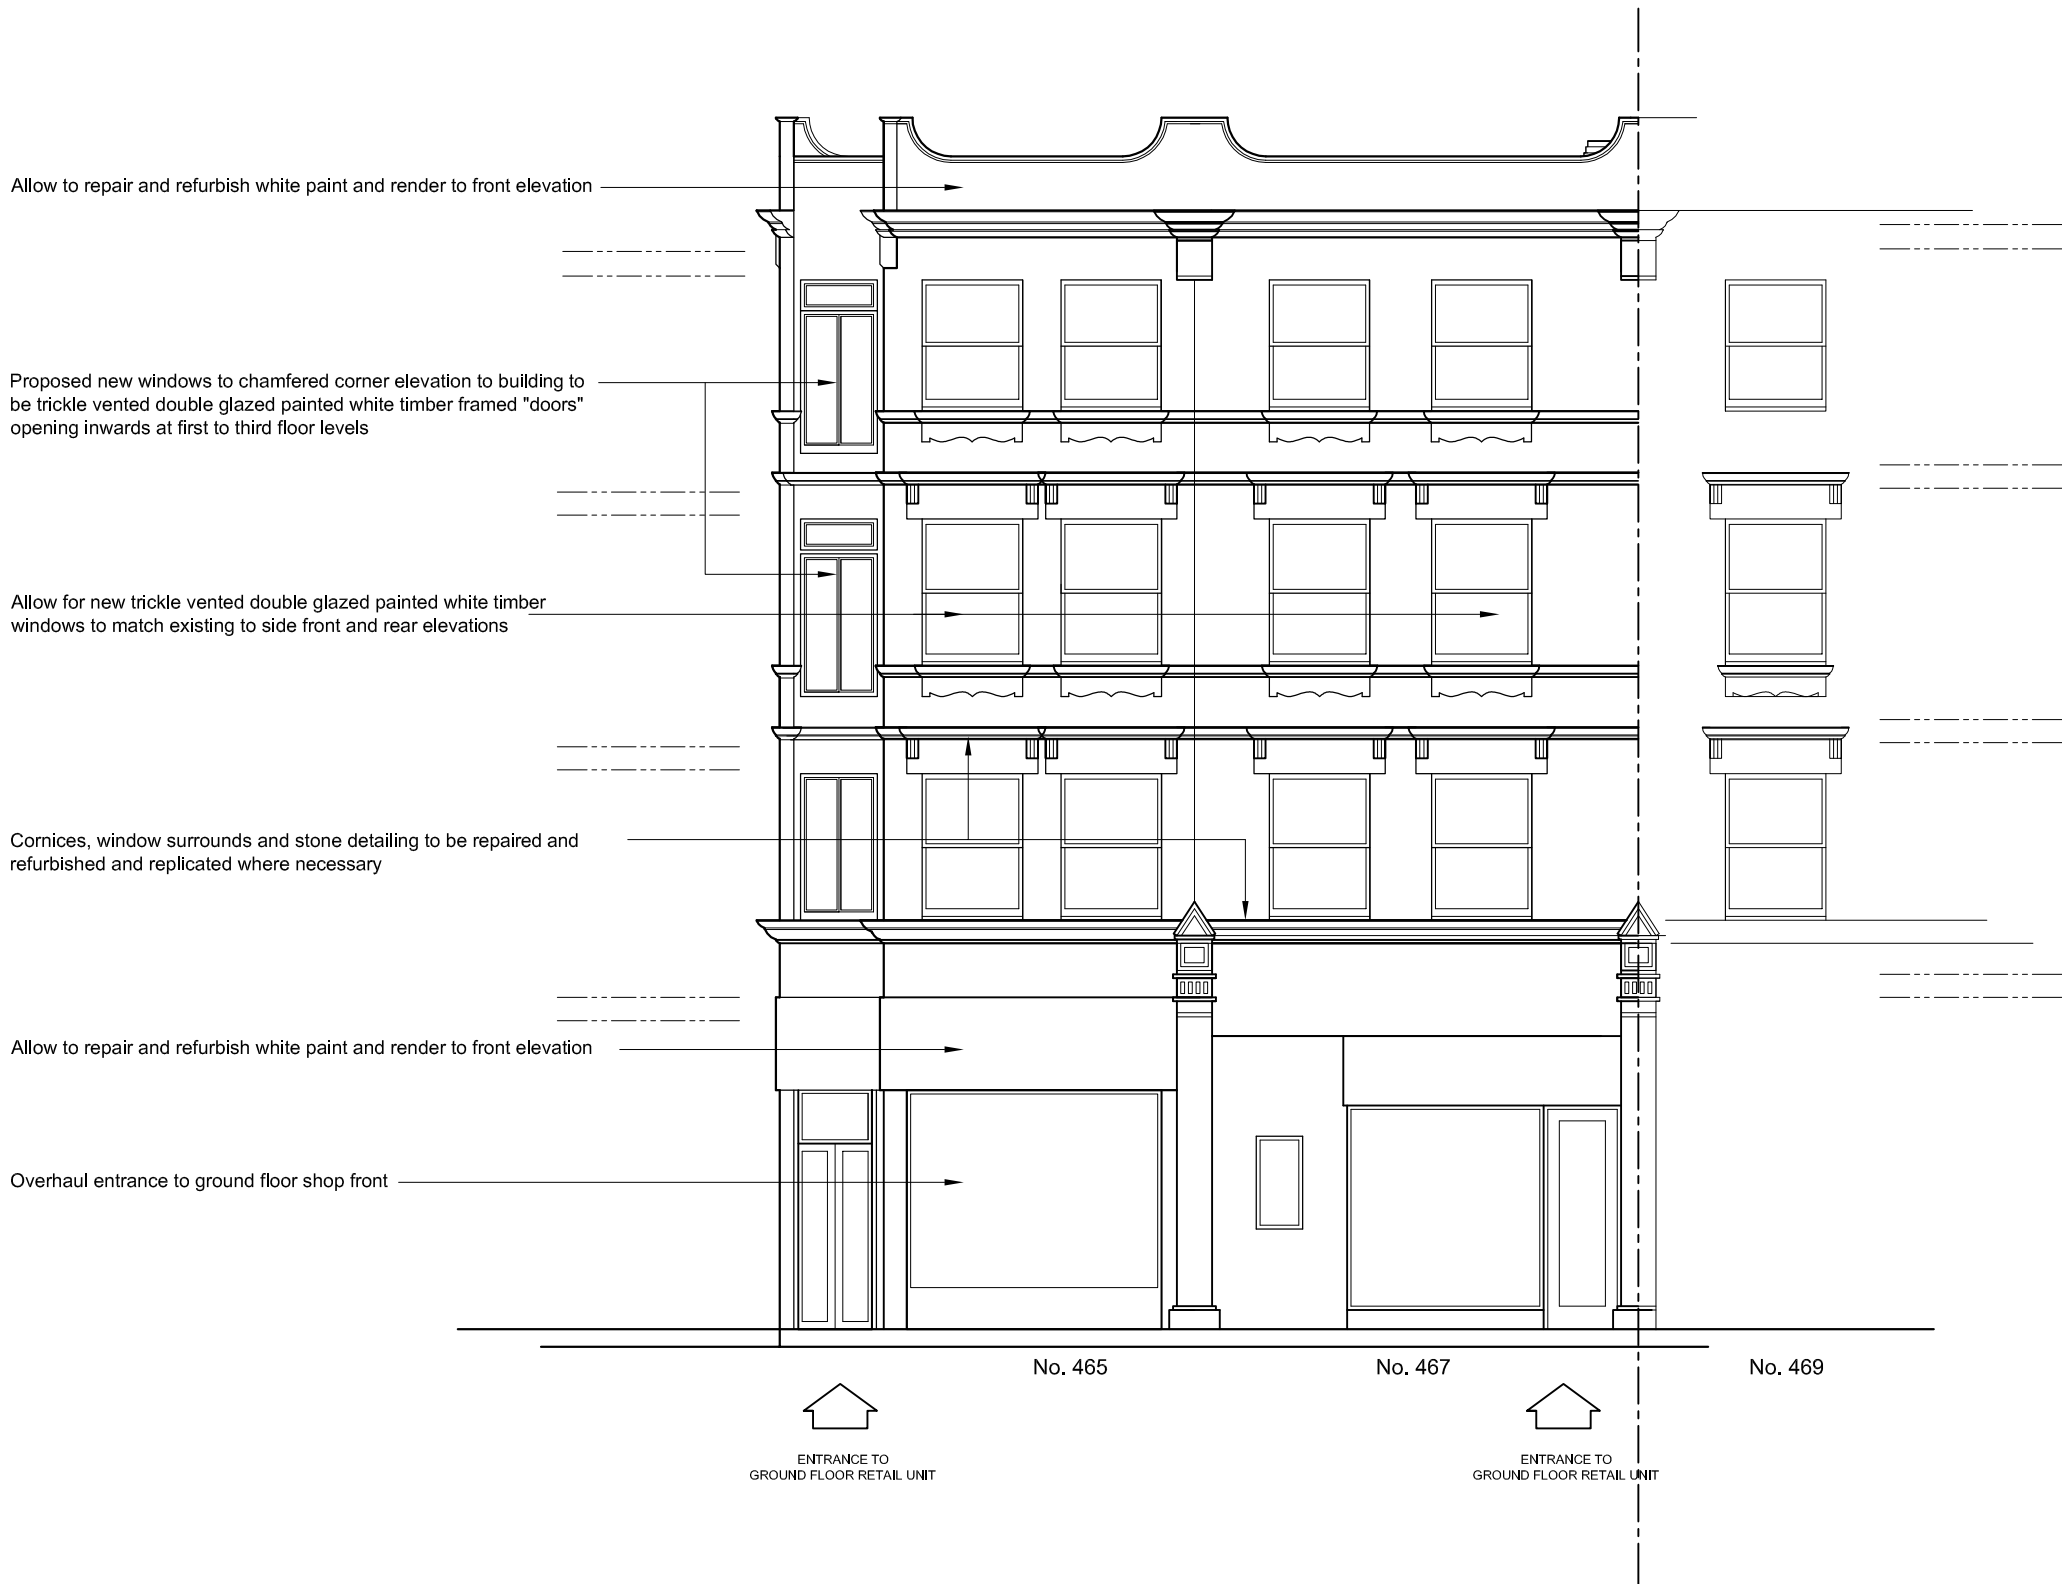 Allow to repair and refurbish white paint and render to front elevation
Proposed new windows to chamfered corner elevation to building to
be trickle vented double glazed painted white timber framed "doors"
opening inwards at first to third floor levels
Allow for new trickle vented double glazed painted white timber
windows to match existing to side front and rear elevations
Cornices, window surrounds and stone detailing to be repaired and
refurbished and replicated where necessary
Allow to repair and refurbish white paint and render to front elevation
Overhaul entrance to ground floor shop front
No. 465
No. 467
No. 469
ENTRANCE TO
GROUND FLOOR RETAIL UNIT
ENTRANCE TO
GROUND FLOOR RETAIL UNIT